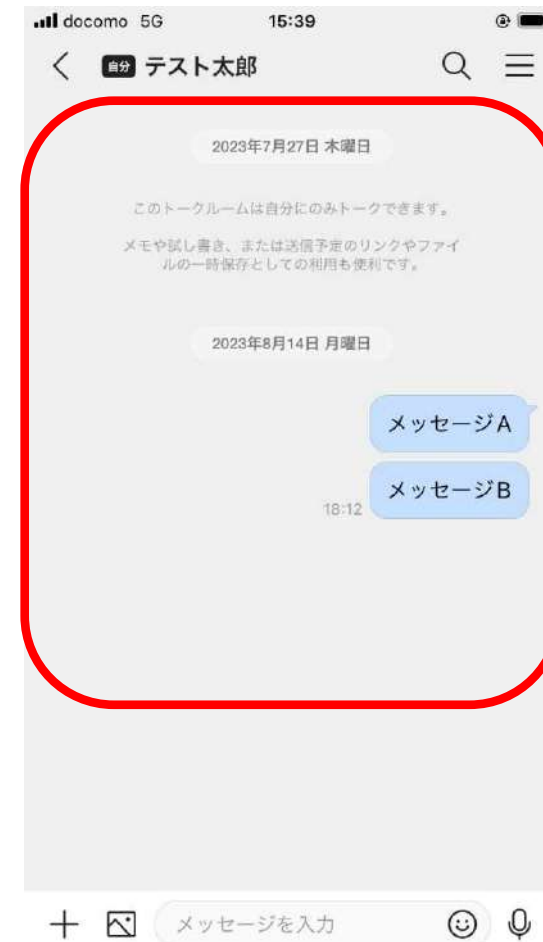 docomo 5G 15:39
自分 テスト太郎
2023年7月27日 木曜日
このトークルームは自分にのみトークできます。
メモや試し書き、または送信予定のリンクやファイ
ルの一時保存としての利用も便利です。
2023年8月14日 月曜日
メッセージA
メッセージB
18:12
メッセージを入力